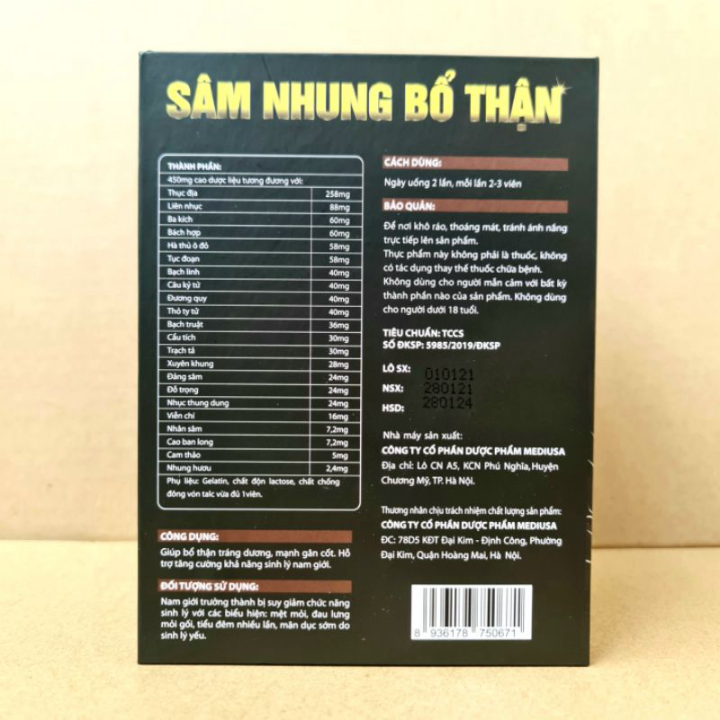 SÂM NHUNG BỔ THẬN
THÀNH PHẦN:
450mg cao dược liệu tương đương với:
Thục địa 258mg
Liên nhục 88mg
Ba kích 60mg
Bách hợp 60mg
Hà thủ ô đỏ 58mg
Tục đoạn 58mg
Bạch linh 40mg
Câu kỷ tử 40mg
Đương quy 40mg
Thỏ ty tử 40mg
Bạch truật 36mg
Cẩu tích 30mg
Trạch tả 30mg
Xuyên khung 28mg
Đảng sâm 24mg
Đỗ trọng 24mg
Nhục thung dung 24mg
Viễn chí 16mg
Nhân sâm 7,2mg
Cao ban long 7,2mg
Cam thảo 5mg
Nhung hươu 2,4mg
Phụ liệu: Gelatin, chất độn lactose, chất chống
đông vón talc vừa đủ 1viên.
CÔNG DỤNG:
Giúp bổ thận tráng dương, mạnh gân cốt. Hỗ
trợ tăng cường khả năng sinh lý nam giới.
ĐỐI TƯỢNG SỬ DỤNG:
Nam giới trưởng thành bị suy giảm chức năng
sinh lý với các biểu hiện: mệt mỏi, đau lưng
mỏi gối, tiểu đêm nhiều lần, mãn dục sớm do
sinh lý yếu.
CÁCH DÙNG:
Ngày uống 2 lần, mỗi lần 2-3 viên
BẢO QUẢN:
Để nơi khô ráo, thoáng mát, tránh ánh nắng
trực tiếp lên sản phẩm.
Thực phẩm này không phải là thuốc, không
có tác dụng thay thế thuốc chữa bệnh.
Không dùng cho người mẫn cảm với bất kỳ
thành phần nào của sản phẩm. Không dùng
cho người dưới 18 tuổi.
TIÊU CHUẨN: TCCS
SỐ ĐKSP: 5985/2019/ĐKSP
LÔ SX: 010121
NSX: 280121
HSD: 280124
Nhà máy sản xuất:
CÔNG TY CỔ PHẦN DƯỢC PHẨM MEDIUSA
Địa chỉ: Lô CN A5, KCN Phú Nghĩa, Huyện
Chương Mỹ, TP. Hà Nội.
Thương nhân chịu trách nhiệm chất lượng sản phẩm:
CÔNG TY CỔ PHẦN DƯỢC PHẨM MEDIUSA
ĐC: 78D5 KĐT Đại Kim - Định Công, Phường
Đại Kim, Quận Hoàng Mai, Hà Nội.
8 936178 750671